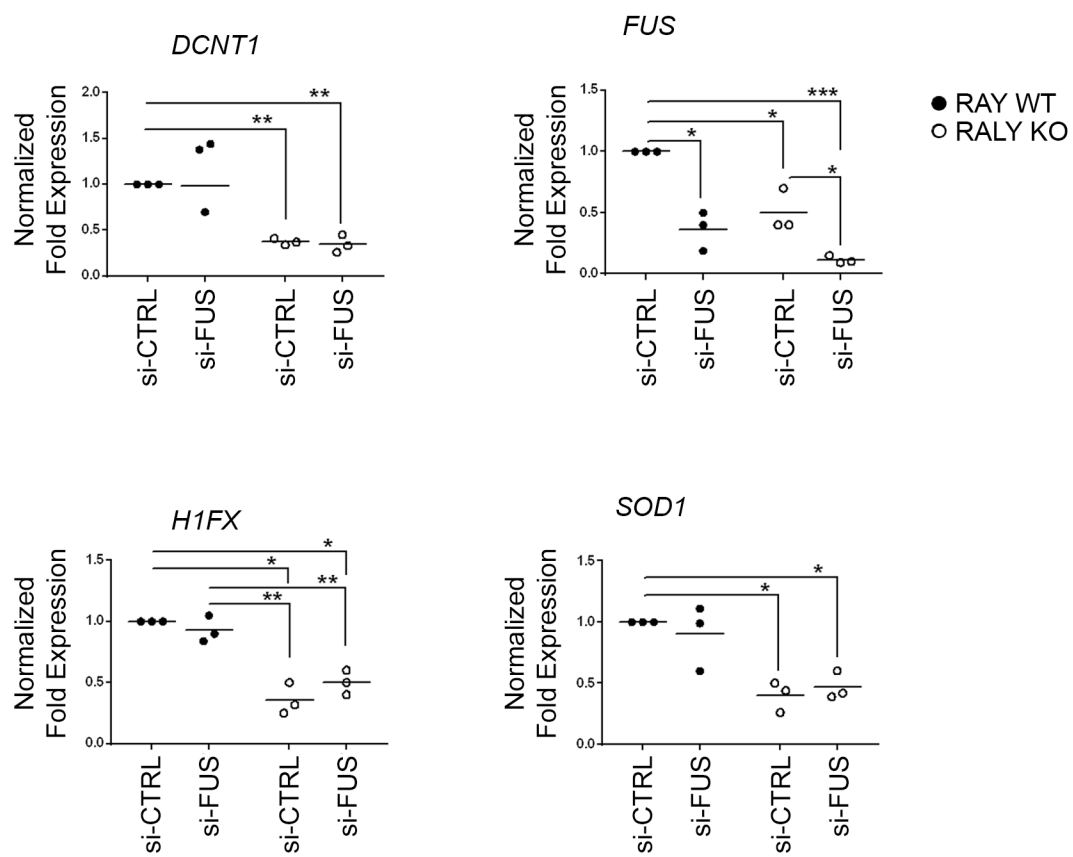 DCNT1
Normalized
Fold Expression
2.0
1.5
1.0
0.5
0.0
**
**
si-CTRL
si-FUS
si-CTRL
si-FUS
FUS
Normalized
Fold Expression
1.5
1.0
0.5
0.0
***
*
*
*
si-CTRL
si-FUS
si-CTRL
si-FUS
RAY WT
RALY KO
H1FX
Normalized
Fold Expression
1.5
1.0
0.5
0.0
*
*
**
**
si-CTRL
si-FUS
si-CTRL
si-FUS
SOD1
Normalized
Fold Expression
1.5
1.0
0.5
0.0
*
*
si-CTRL
si-FUS
si-CTRL
si-FUS